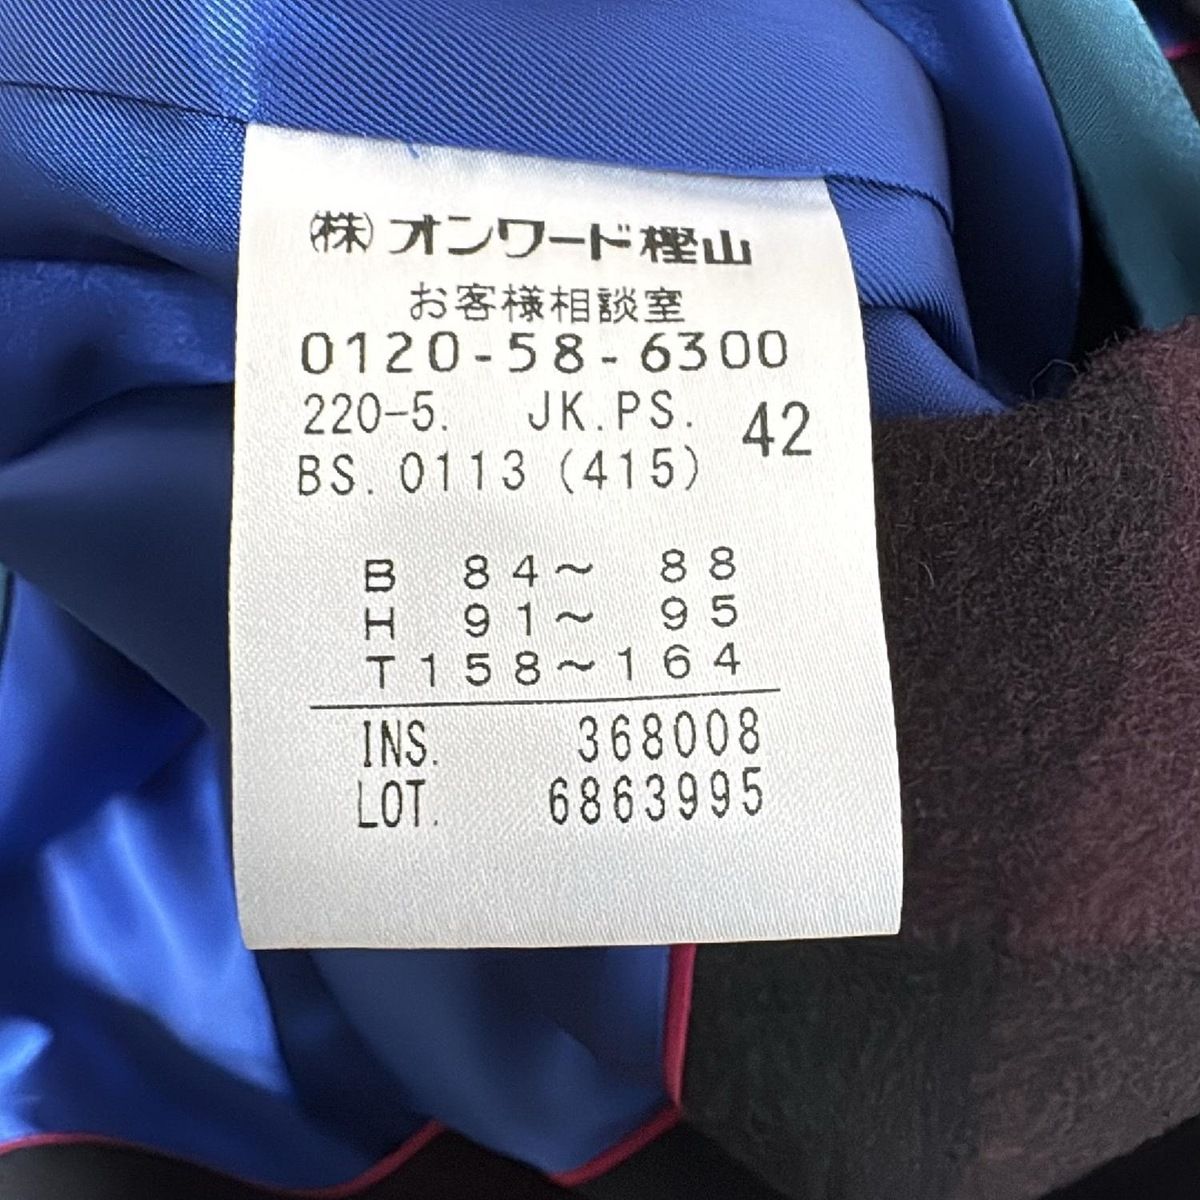 ㈱オンワード樫山
お客様相談室
0120-58-6300
220-5. JK.PS. 42
BS.0113(415)
B 84～ 88
H 91～ 95
T158～164
INS. 368008
LOT. 6863995